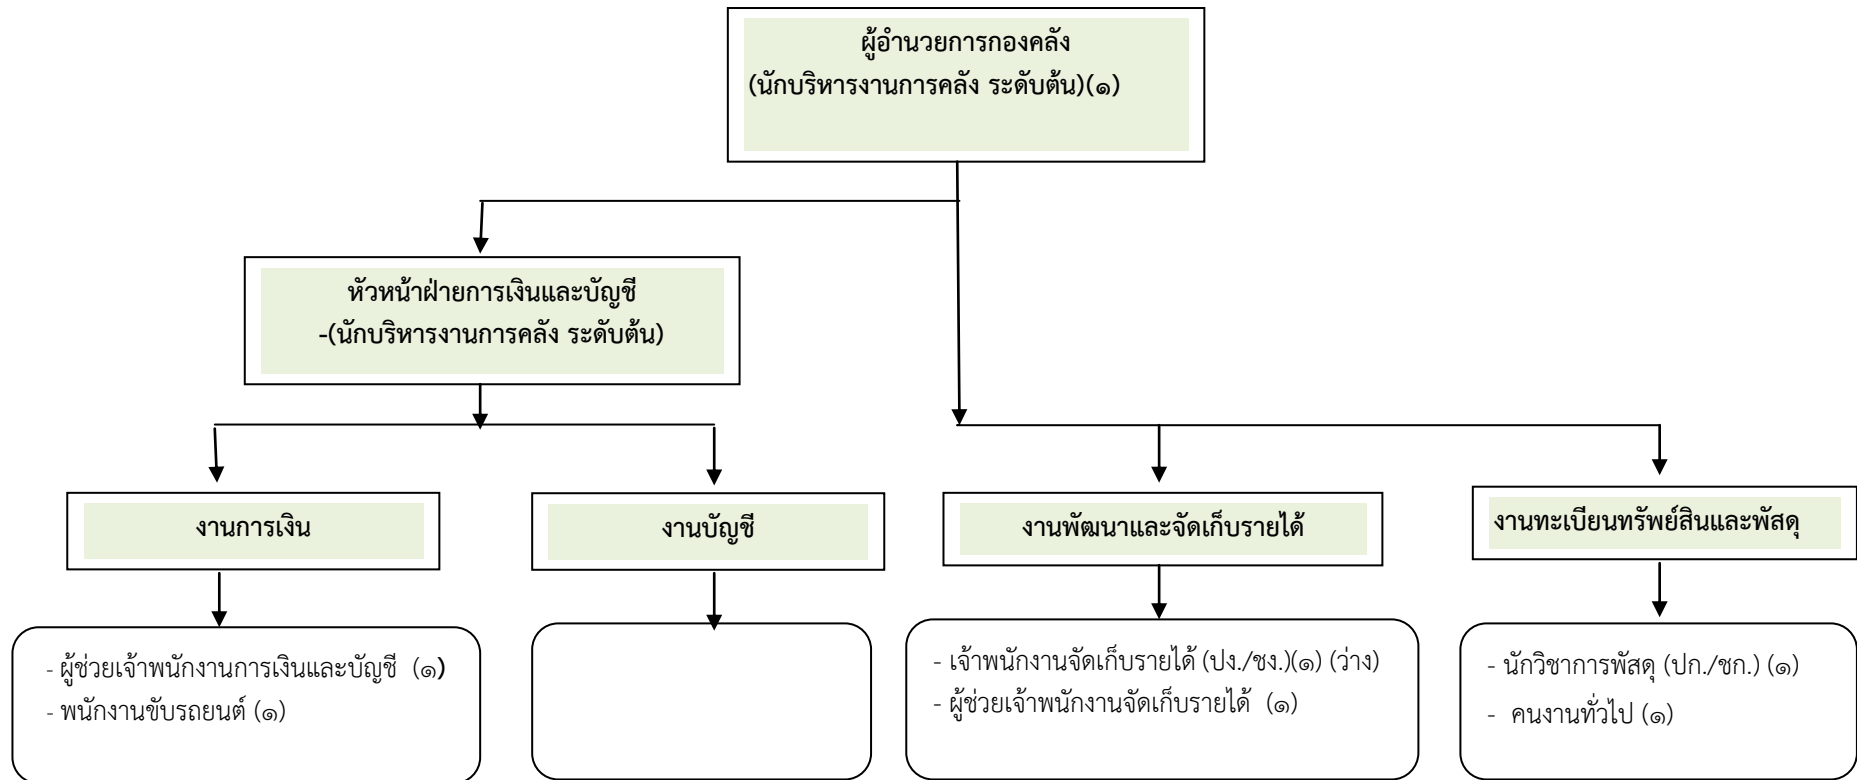 ผู้อำนวยการกองคลัง
(นักบริหารงานการคลัง ระดับต้น)(๑)
หัวหน้าฝ่ายการเงินและบัญชี
-(นักบริหารงานการคลัง ระดับต้น)
งานการเงิน
งานบัญชี
งานพัฒนาและจัดเก็บรายได้
งานทะเบียนทรัพย์สินและพัสดุ
- ผู้ช่วยเจ้าพนักงานการเงินและบัญชี (๑)
- พนักงานขับรถยนต์ (๑)
- เจ้าพนักงานจัดเก็บรายได้ (ปง./ชง.)(๑) (ว่าง)
- ผู้ช่วยเจ้าพนักงานจัดเก็บรายได้ (๑)
- นักวิชาการพัสดุ (ปก./ชก.) (๑)
- คนงานทั่วไป (๑)